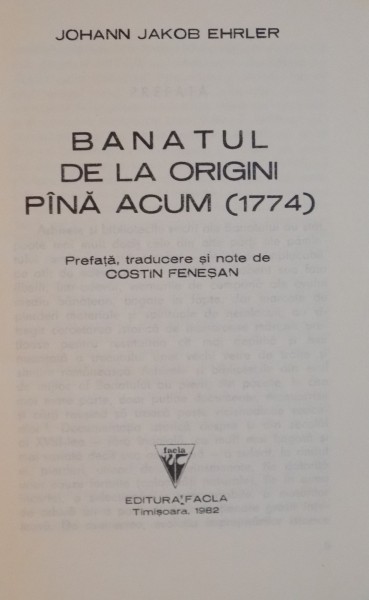 JOHANN JAKOB EHRLER
BANATUL
DE LA ORIGINI
PÎNĂ ACUM (1774)
Prefață, traducere și note de
COSTIN FENEȘAN
facla
EDITURA FACLA
Timișoara, 1982